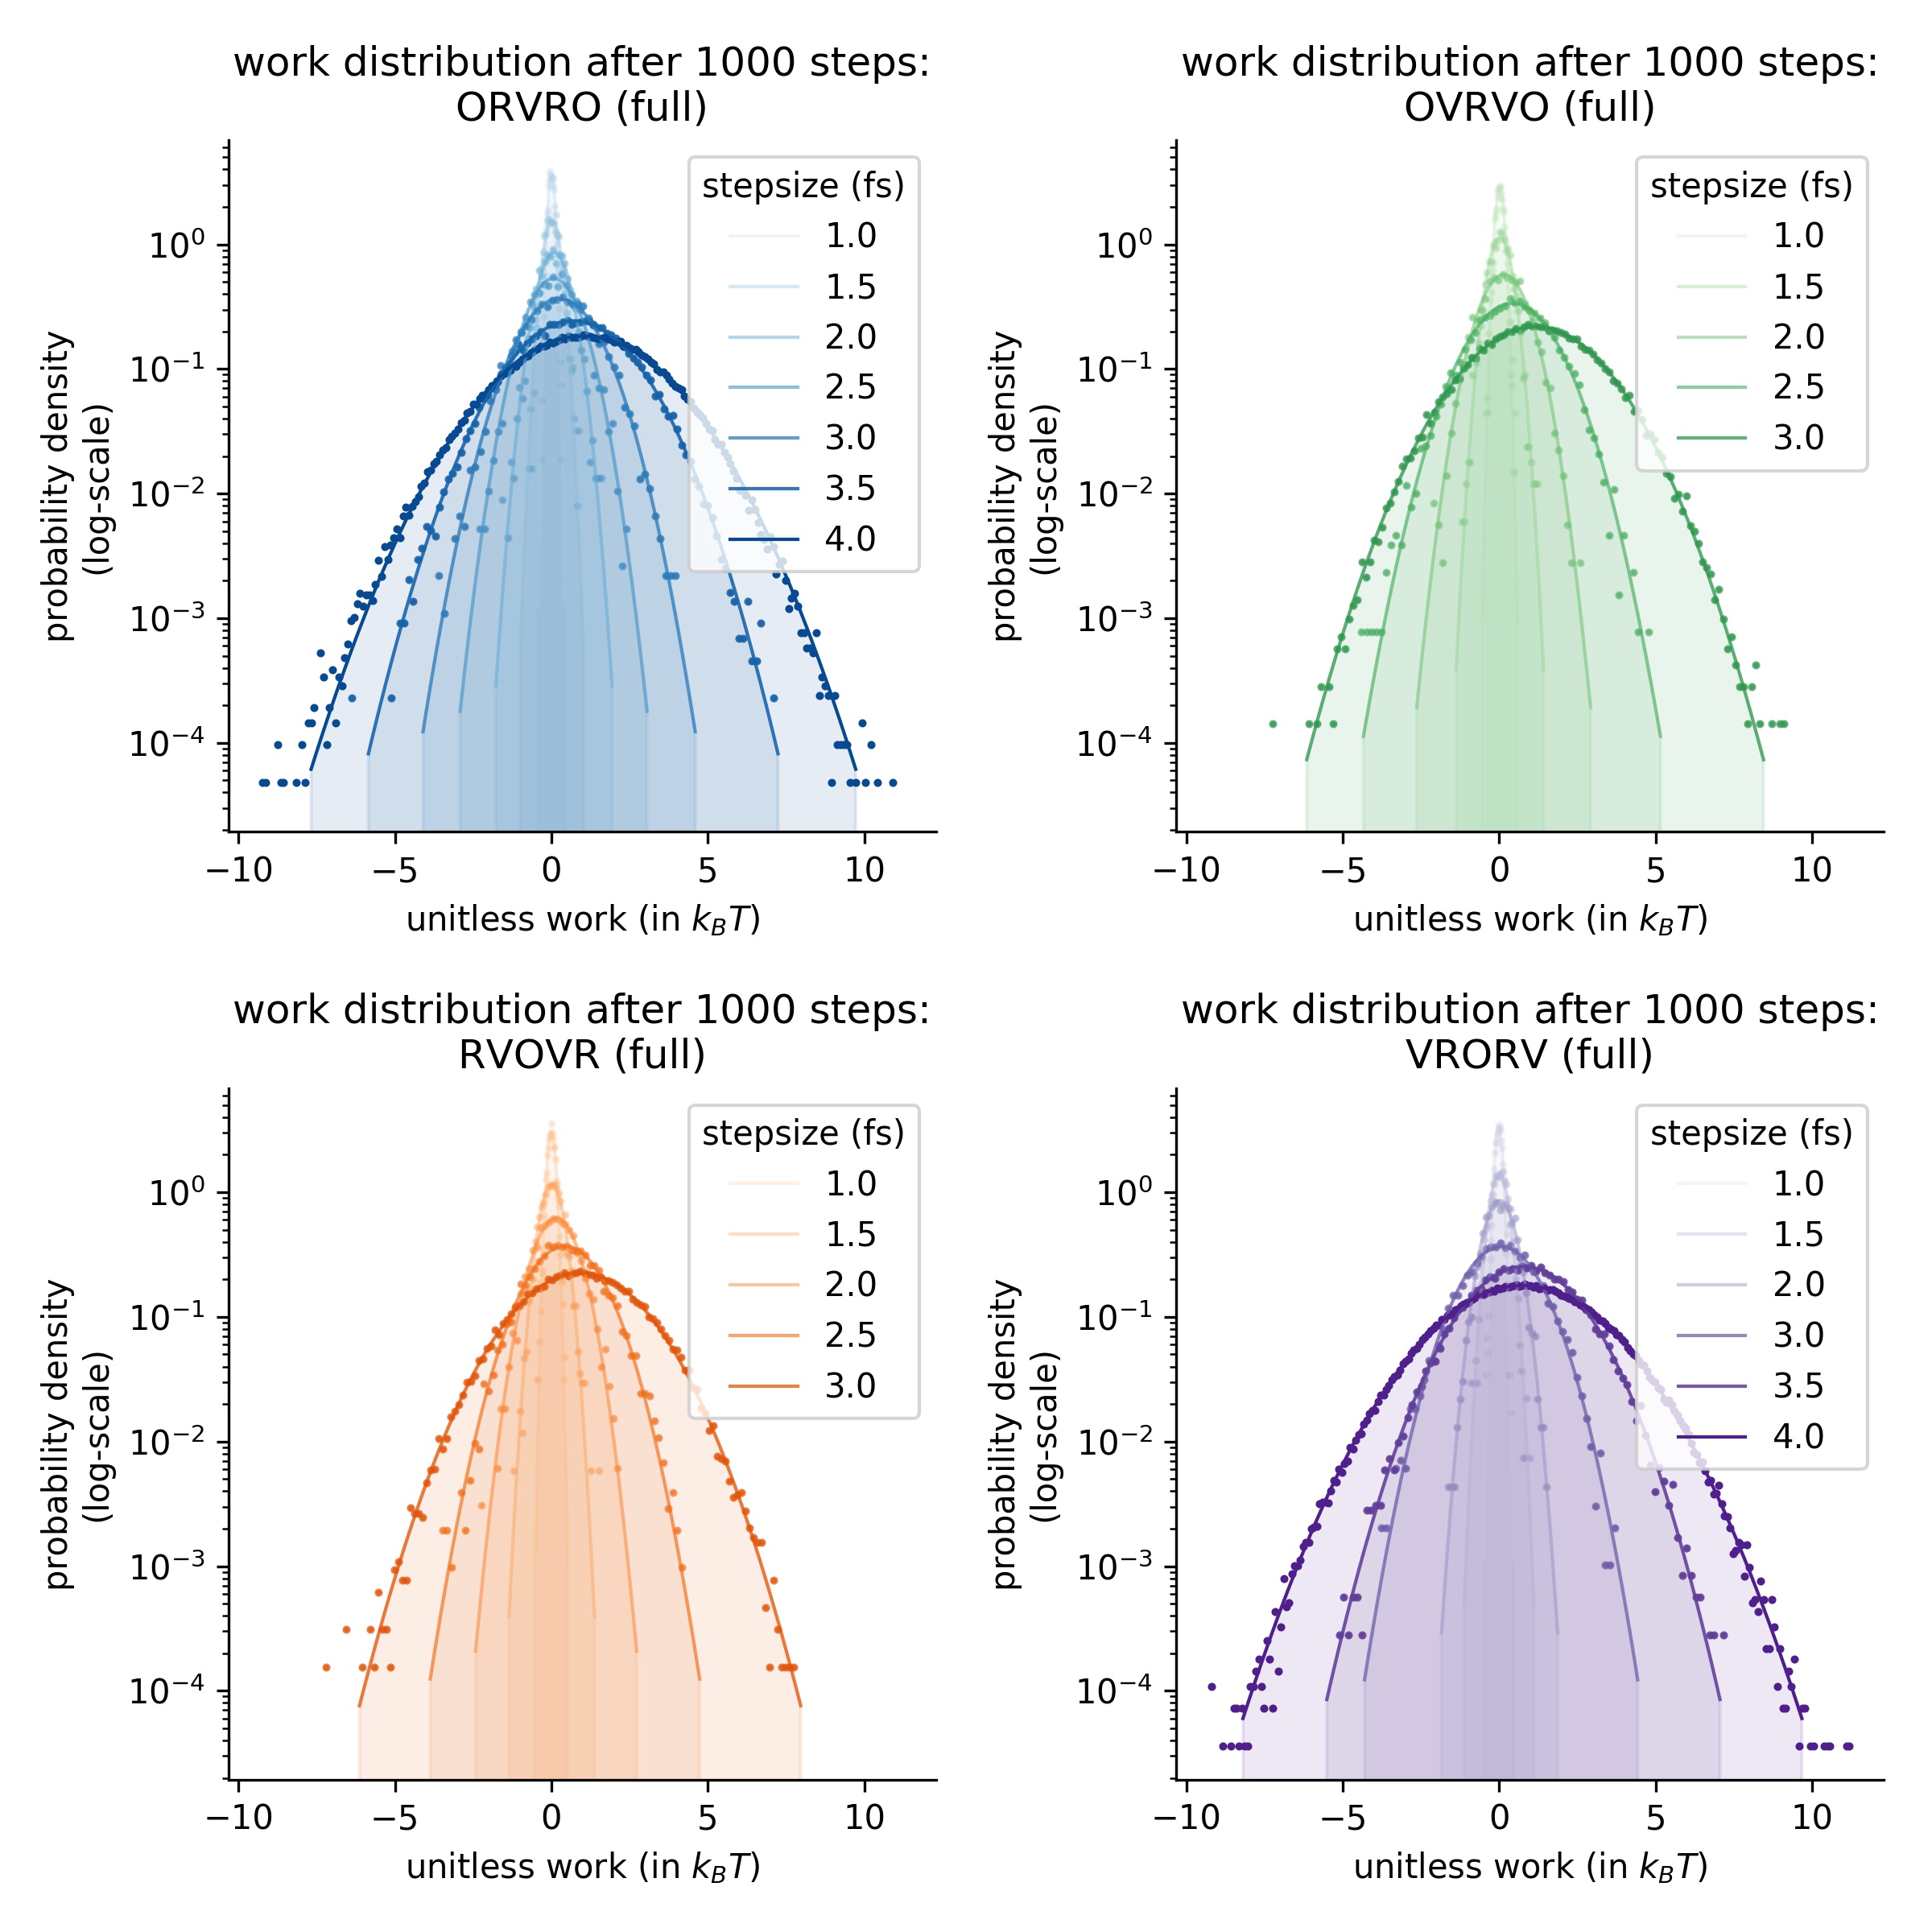 work distribution after 1000 steps:
ORVRO (full)
probability density
(log-scale)
10⁰
10⁻¹
10⁻²
10⁻³
10⁻⁴
stepsize (fs)
1.0
1.5
2.0
2.5
3.0
3.5
4.0
−10 −5 0 5 10
unitless work (in k_BT)
work distribution after 1000 steps:
OVRVO (full)
probability density
(log-scale)
10⁰
10⁻¹
10⁻²
10⁻³
10⁻⁴
stepsize (fs)
1.0
1.5
2.0
2.5
3.0
−10 −5 0 5 10
unitless work (in k_BT)
work distribution after 1000 steps:
RVOVR (full)
probability density
(log-scale)
10⁰
10⁻¹
10⁻²
10⁻³
10⁻⁴
stepsize (fs)
1.0
1.5
2.0
2.5
3.0
−10 −5 0 5 10
unitless work (in k_BT)
work distribution after 1000 steps:
VRORV (full)
probability density
(log-scale)
10⁰
10⁻¹
10⁻²
10⁻³
10⁻⁴
stepsize (fs)
1.0
1.5
2.0
3.0
3.5
4.0
−10 −5 0 5 10
unitless work (in k_BT)